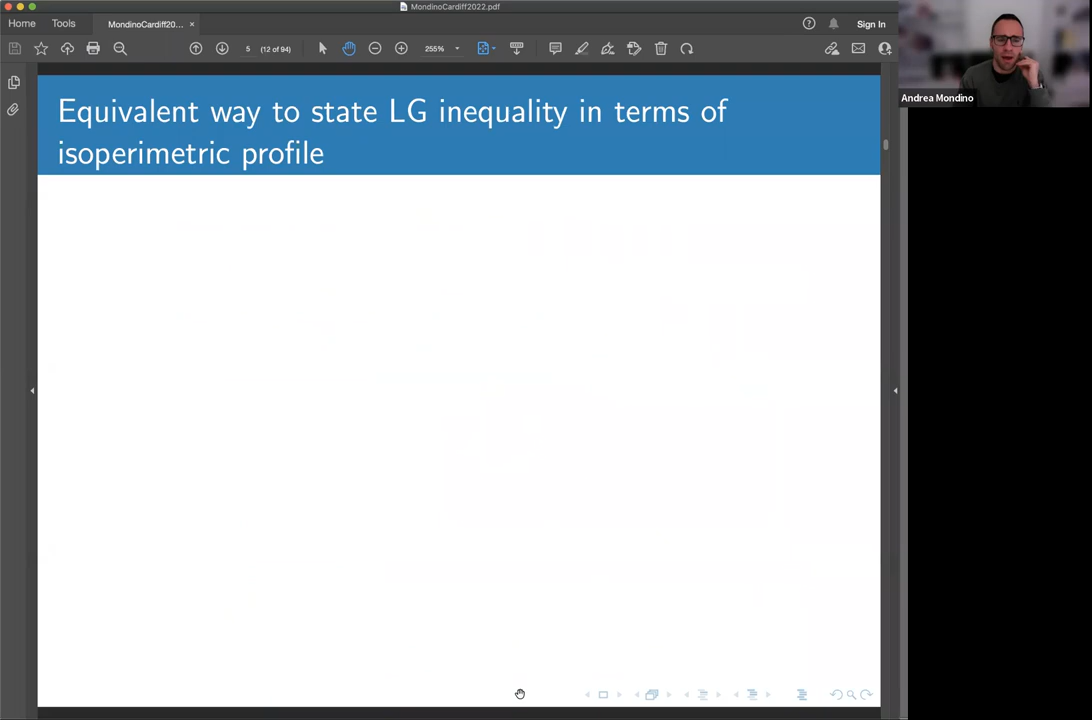 MondinoCardiff2022.pdf
Home
Tools
MondinoCardiff20...
×
Sign In
5
(12 of 94)
255%
Equivalent way to state LG inequality in terms of
isoperimetric profile
Andrea Mondino